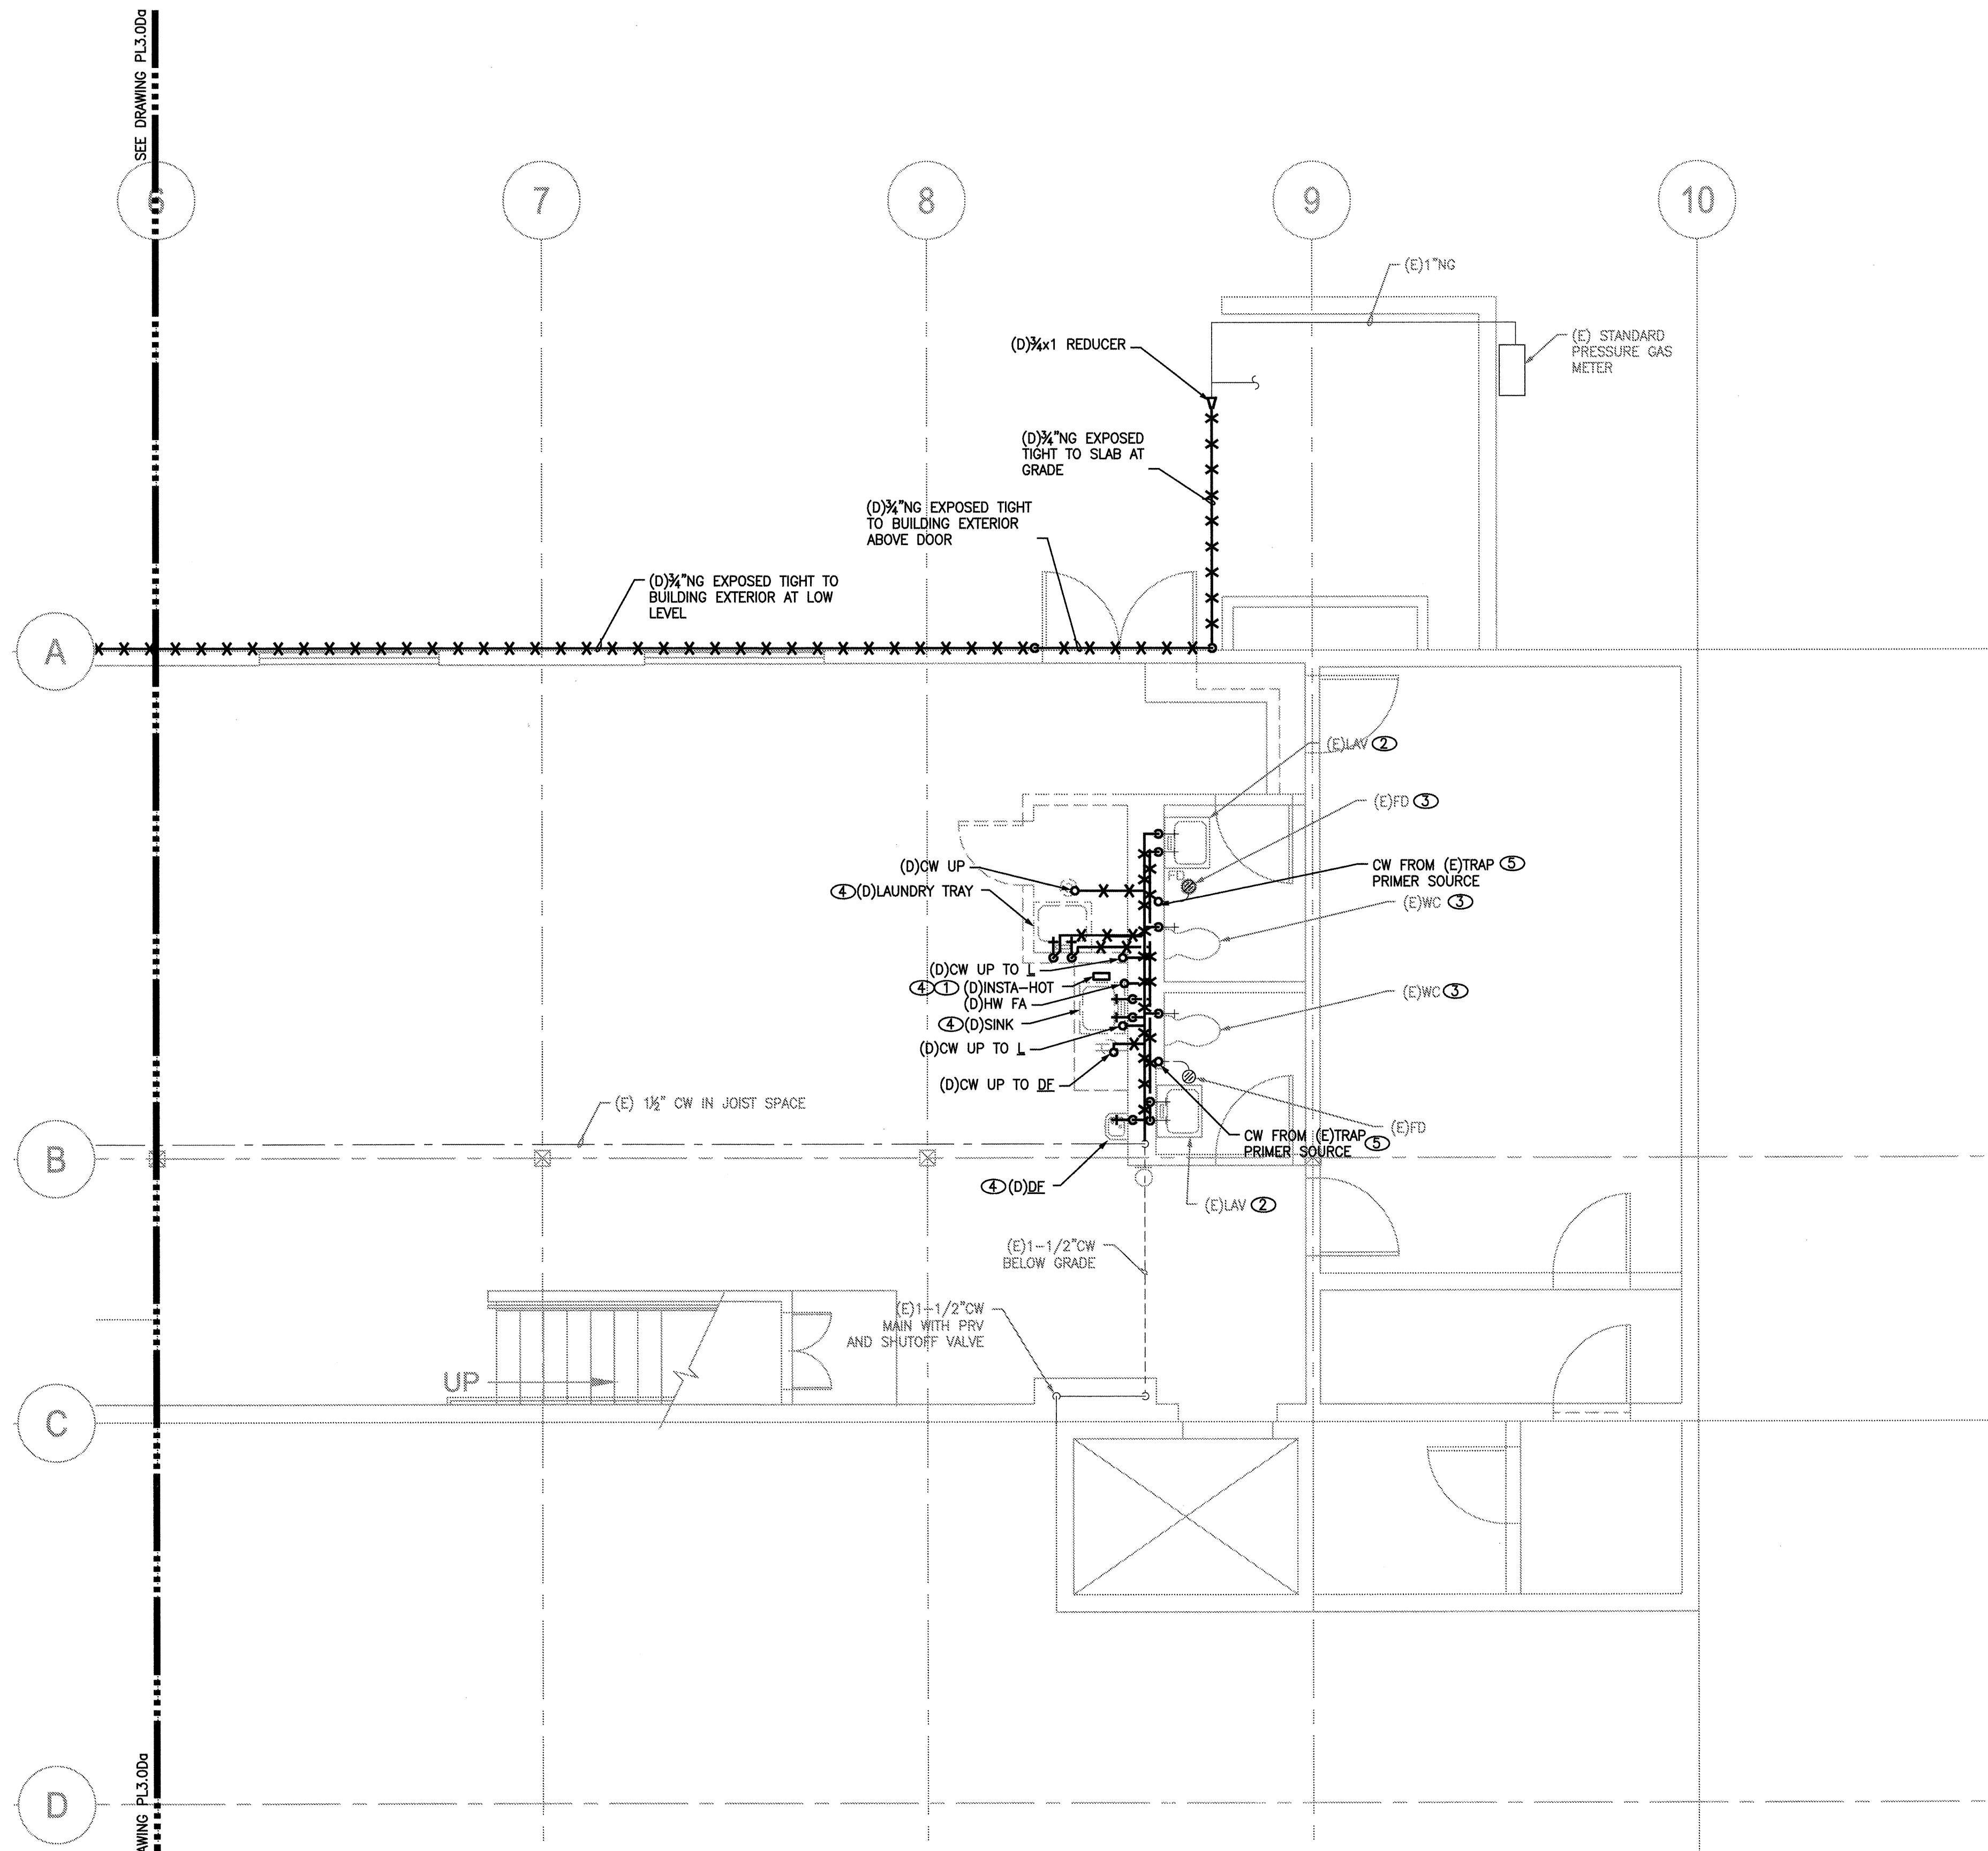 SEE DRAWING PL3.0Da
6
7
8
9
10
(E)1"NG
(D)¾x1 REDUCER
(E) STANDARD
PRESSURE GAS
METER
(D)¾"NG EXPOSED
TIGHT TO SLAB AT
GRADE
(D)¾"NG EXPOSED TIGHT
TO BUILDING EXTERIOR
ABOVE DOOR
(D)¾"NG EXPOSED TIGHT TO
BUILDING EXTERIOR AT LOW
LEVEL
A
(E)LAV 2
(E)FD 3
(D)CW UP
CW FROM (E)TRAP 5
PRIMER SOURCE
4 (D)LAUNDRY TRAY
FD
(E)WC 3
(D)CW UP TO L
4 1 (D)INSTA-HOT
(D)HW FA
(E)WC 3
4 (D)SINK
(D)CW UP TO L
(D)CW UP TO DF
(E) 1½" CW IN JOIST SPACE
(E)FD
CW FROM (E)TRAP 5
PRIMER SOURCE
B
4 (D)DF
(E)LAV 2
(E)1-1/2"CW
BELOW GRADE
(E)1-1/2"CW
MAIN WITH PRV
AND SHUTOFF VALVE
UP
C
D
AWING PL3.0Da